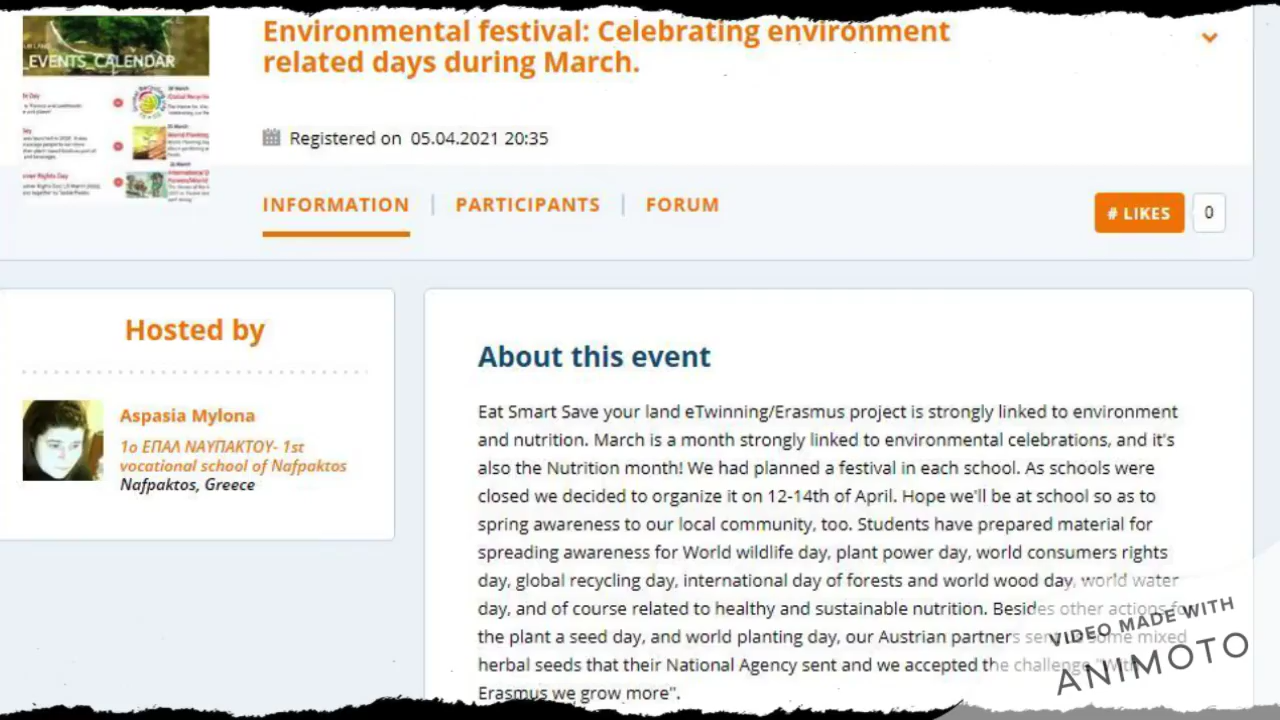 Environmental festival: Celebrating environment
related days during March.
_EVENTS_CALENDAR
Registered on 05.04.2021 20:35
INFORMATION | PARTICIPANTS | FORUM
# LIKES 0
Hosted by
Aspasia Mylona
1ο ΕΠΑΛ ΝΑΥΠΑΚΤΟΥ- 1st
vocational school of Nafpaktos
Nafpaktos, Greece
About this event
Eat Smart Save your land eTwinning/Erasmus project is strongly linked to environment
and nutrition. March is a month strongly linked to environmental celebrations, and it's
also the Nutrition month! We had planned a festival in each school. As schools were
closed we decided to organize it on 12-14th of April. Hope we'll be at school so as to
spring awareness to our local community, too. Students have prepared material for
spreading awareness for World wildlife day, plant power day, world consumers rights
day, global recycling day, international day of forests and world wood day, world water
day, and of course related to healthy and sustainable nutrition. Besides other actions for
the plant a seed day, and world planting day, our Austrian partners some mixed
herbal seeds that their National Agency sent and we accepted the challenge "With
Erasmus we grow more".
VIDEO MADE WITH
ANIMOTO